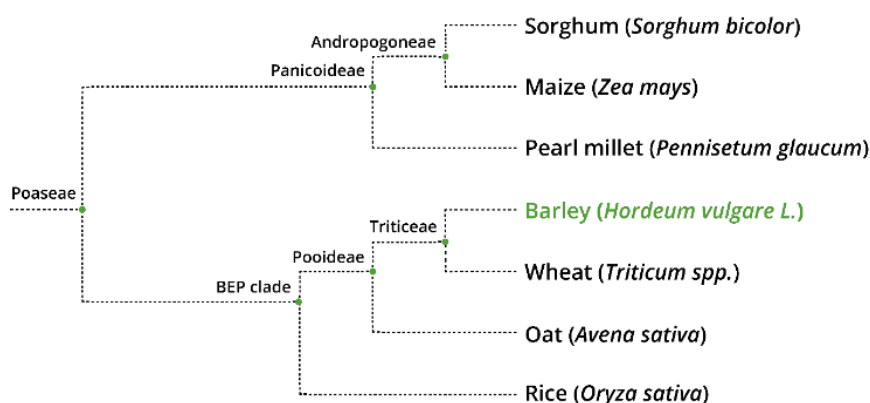 Sorghum (Sorghum bicolor)
Andropogoneae
Panicoideae
Maize (Zea mays)
Pearl millet (Pennisetum glaucum)
Poaseae
Barley (Hordeum vulgare L.)
Triticeae
Pooideae
Wheat (Triticum spp.)
BEP clade
Oat (Avena sativa)
Rice (Oryza sativa)